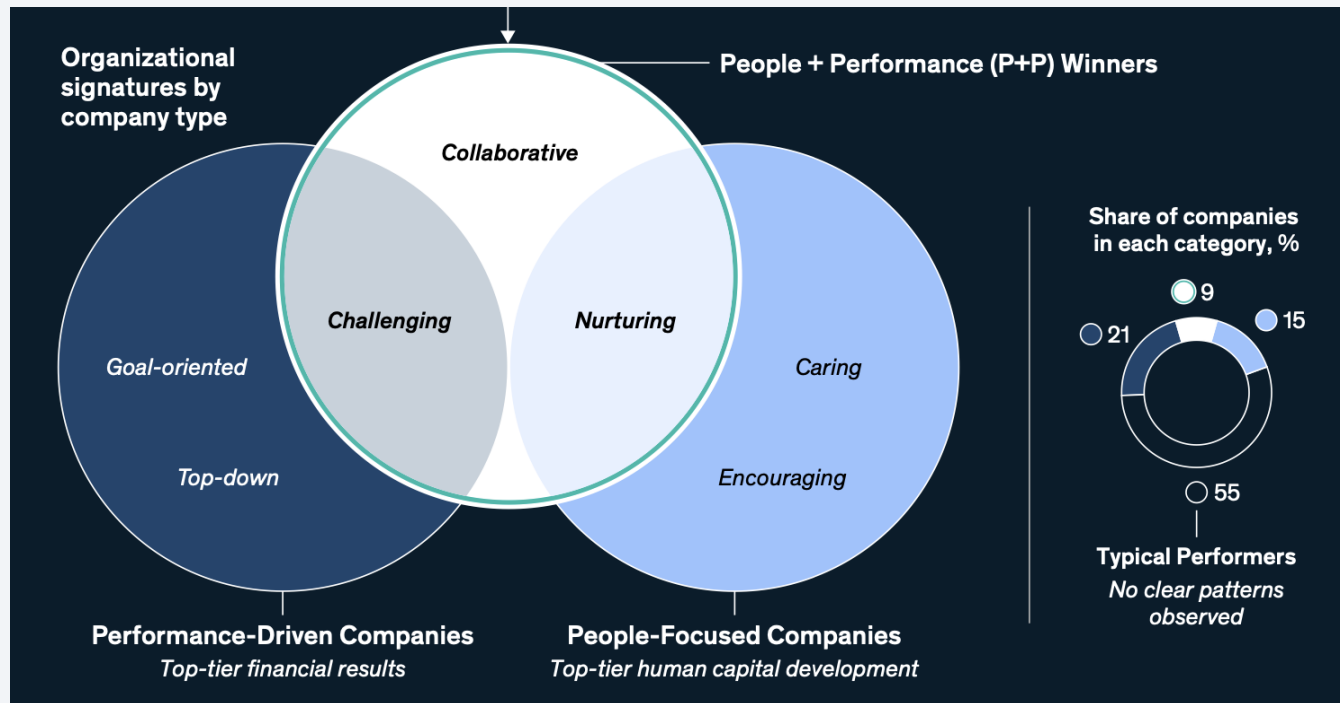 Organizational
signatures by
company type
People + Performance (P+P) Winners
Collaborative
Challenging
Nurturing
Goal-oriented
Top-down
Caring
Encouraging
Performance-Driven Companies
Top-tier financial results
People-Focused Companies
Top-tier human capital development
Share of companies
in each category, %
9
21
15
55
Typical Performers
No clear patterns
observed